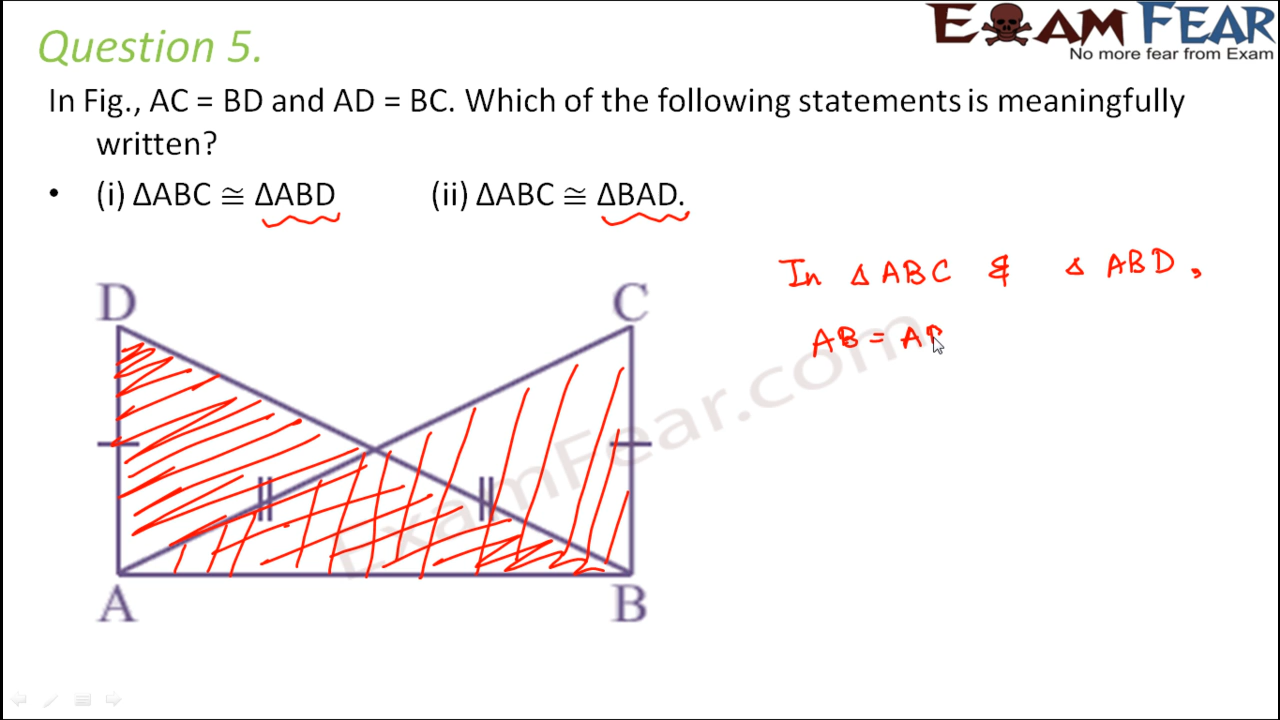 EXAM FEAR
No more fear from Exam
Question 5.
In Fig., AC = BD and AD = BC. Which of the following statements is meaningfully
written?
• (i) ΔABC ≅ ΔABD (ii) ΔABC ≅ ΔBAD.
In Δ ABC & Δ ABD,
AB = A
D C
A B
ExamFear.com